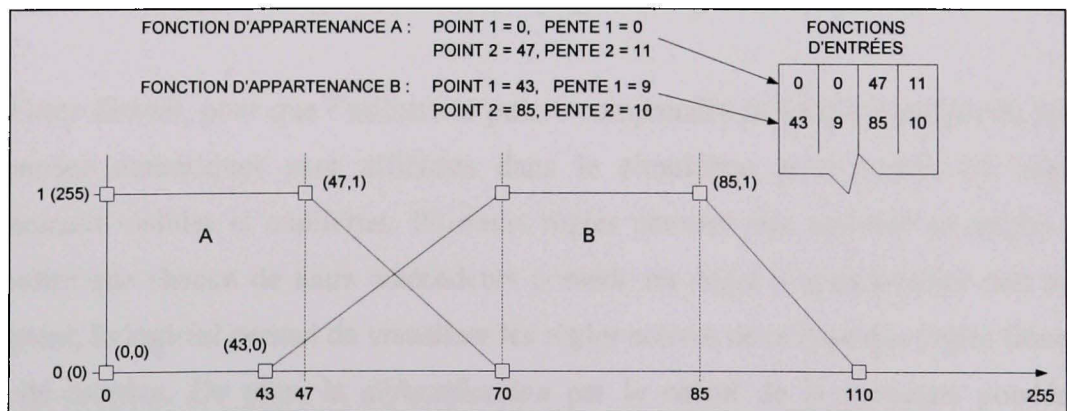 FONCTION D'APPARTENANCE A : POINT 1 = 0, PENTE 1 = 0
POINT 2 = 47, PENTE 2 = 11
FONCTION D'APPARTENANCE B : POINT 1 = 43, PENTE 1 = 9
POINT 2 = 85, PENTE 2 = 10
FONCTIONS
D'ENTRÉES
0 0 47 11
43 9 85 10
1 (255)
(47,1)
(85,1)
A
B
(0,0)
(43,0)
0 (0)
0 43 47 70 85 110 255